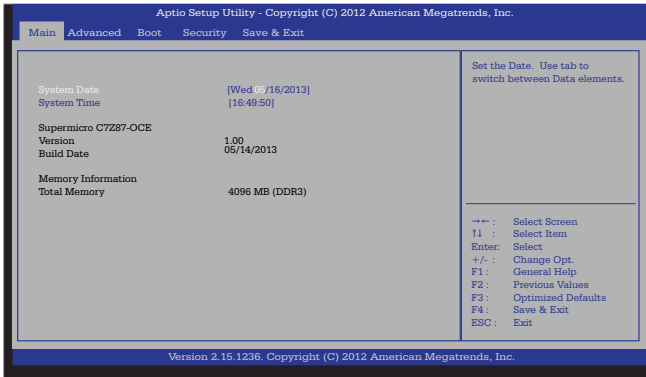 Aptio Setup Utility - Copyright (C) 2012 American Megatrends, Inc.
Main Advanced Boot Security Save & Exit
System Date [Wed 05/16/2013]
System Time [16:49:50]
Supermicro C7Z87-OCE
Version 1.00
Build Date 05/14/2013
Memory Information
Total Memory 4096 MB (DDR3)
Set the Date. Use tab to
switch between Data elements.
→← : Select Screen
↑↓ : Select Item
Enter: Select
+/- : Change Opt.
F1 : General Help
F2 : Previous Values
F3 : Optimized Defaults
F4 : Save & Exit
ESC : Exit
Version 2.15.1236. Copyright (C) 2012 American Megatrends, Inc.